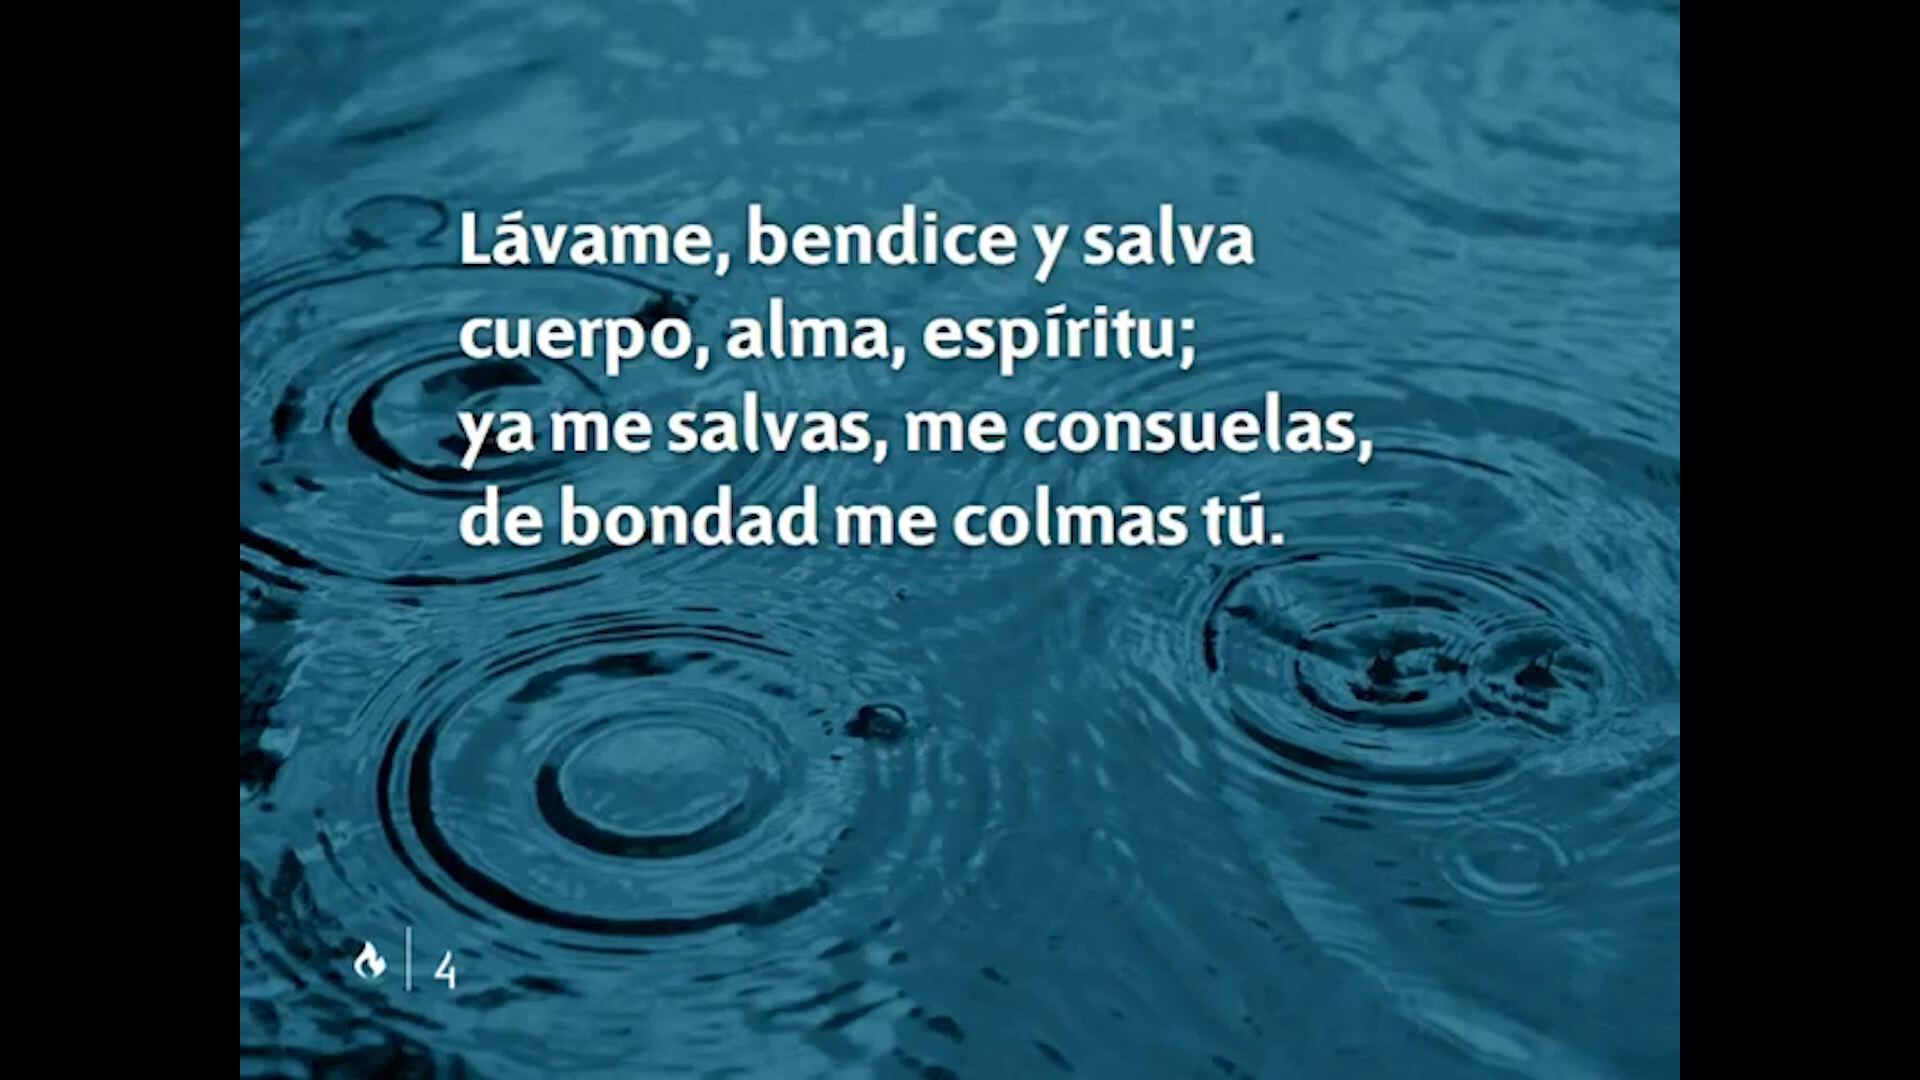 Lávame, bendice y salva
cuerpo, alma, espíritu;
ya me salvas, me consuelas,
de bondad me colmas tú.
4